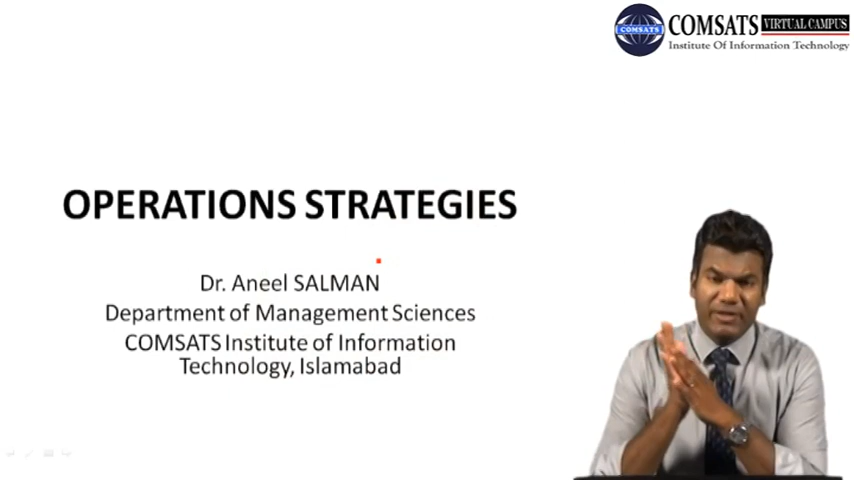 COMSATS
COMSATS VIRTUAL CAMPUS
Institute Of Information Technology
OPERATIONS STRATEGIES
Dr. Aneel SALMAN
Department of Management Sciences
COMSATS Institute of Information
Technology, Islamabad